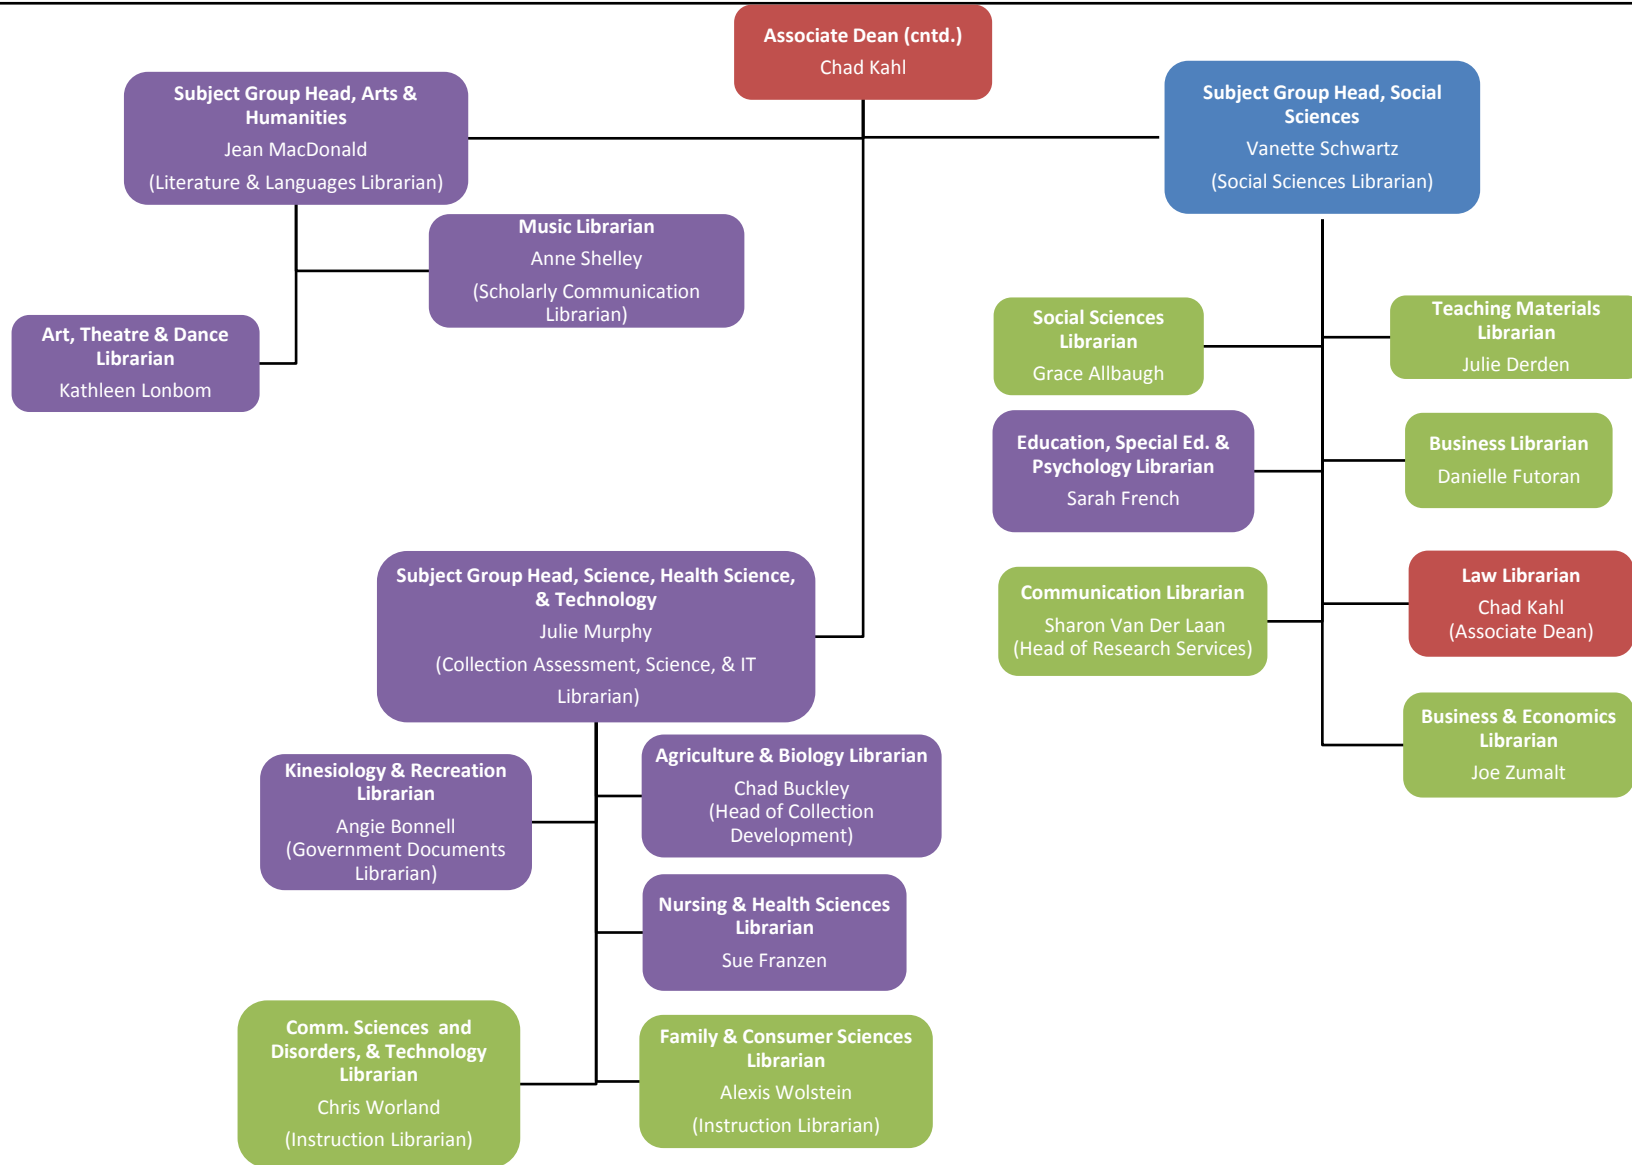 Associate Dean (cntd.)
Chad Kahl
Subject Group Head, Arts &
Humanities
Jean MacDonald
(Literature & Languages Librarian)
Subject Group Head, Social
Sciences
Vanette Schwartz
(Social Sciences Librarian)
Music Librarian
Anne Shelley
(Scholarly Communication
Librarian)
Art, Theatre & Dance
Librarian
Kathleen Lonbom
Social Sciences
Librarian
Grace Allbaugh
Teaching Materials
Librarian
Julie Derden
Education, Special Ed. &
Psychology Librarian
Sarah French
Business Librarian
Danielle Futoran
Subject Group Head, Science, Health Science,
& Technology
Julie Murphy
(Collection Assessment, Science, & IT
Librarian)
Communication Librarian
Sharon Van Der Laan
(Head of Research Services)
Law Librarian
Chad Kahl
(Associate Dean)
Business & Economics
Librarian
Joe Zumalt
Kinesiology & Recreation
Librarian
Angie Bonnell
(Government Documents
Librarian)
Agriculture & Biology Librarian
Chad Buckley
(Head of Collection
Development)
Nursing & Health Sciences
Librarian
Sue Franzen
Comm. Sciences  and
Disorders, & Technology
Librarian
Chris Worland
(Instruction Librarian)
Family & Consumer Sciences
Librarian
Alexis Wolstein
(Instruction Librarian)